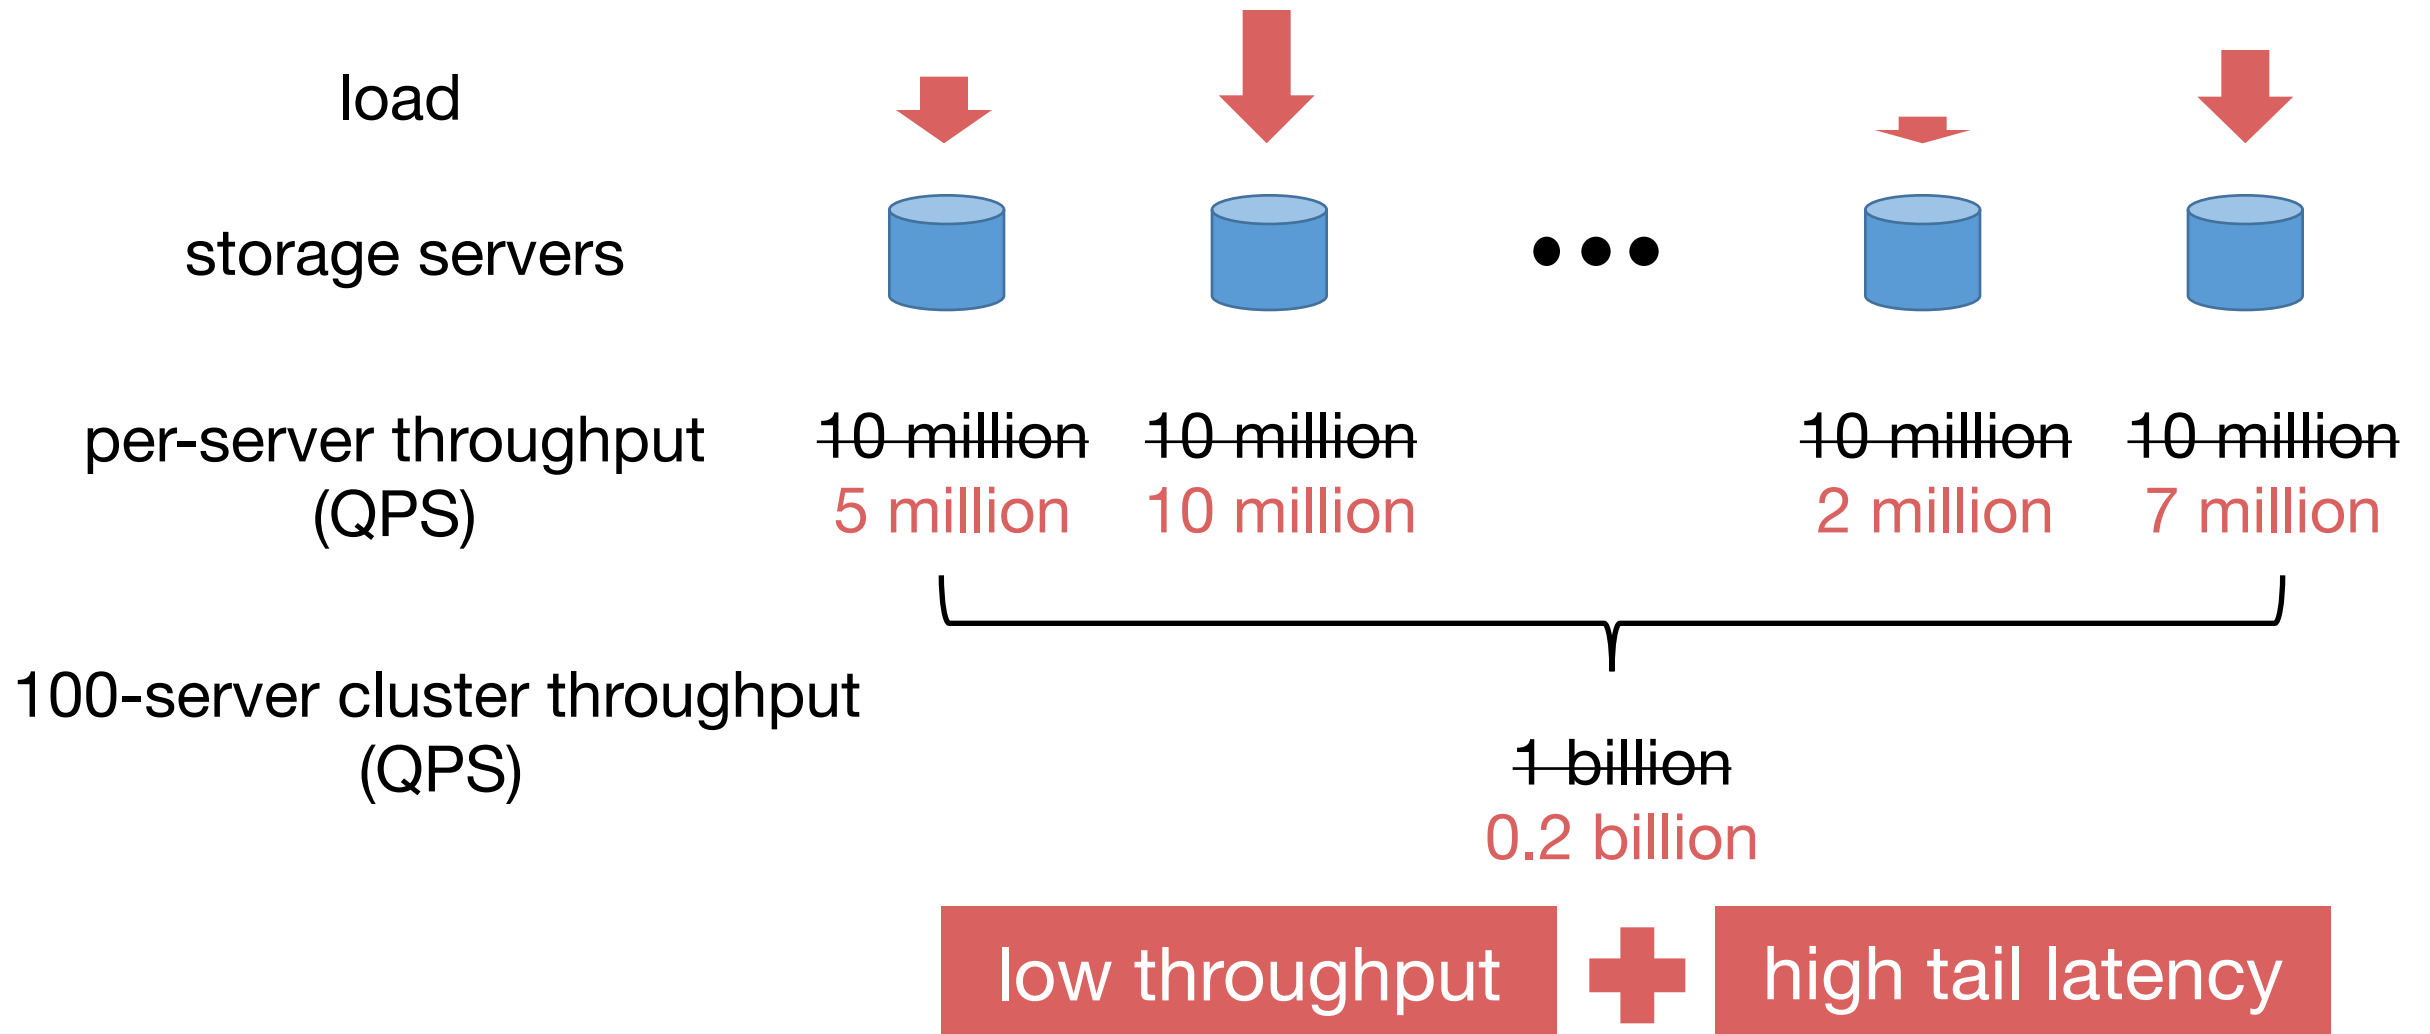 load
storage servers
per-server throughput
(QPS)
10 million 10 million 10 million 10 million
5 million 10 million 2 million 7 million
100-server cluster throughput
(QPS)
1 billion
0.2 billion
low throughput
high tail latency